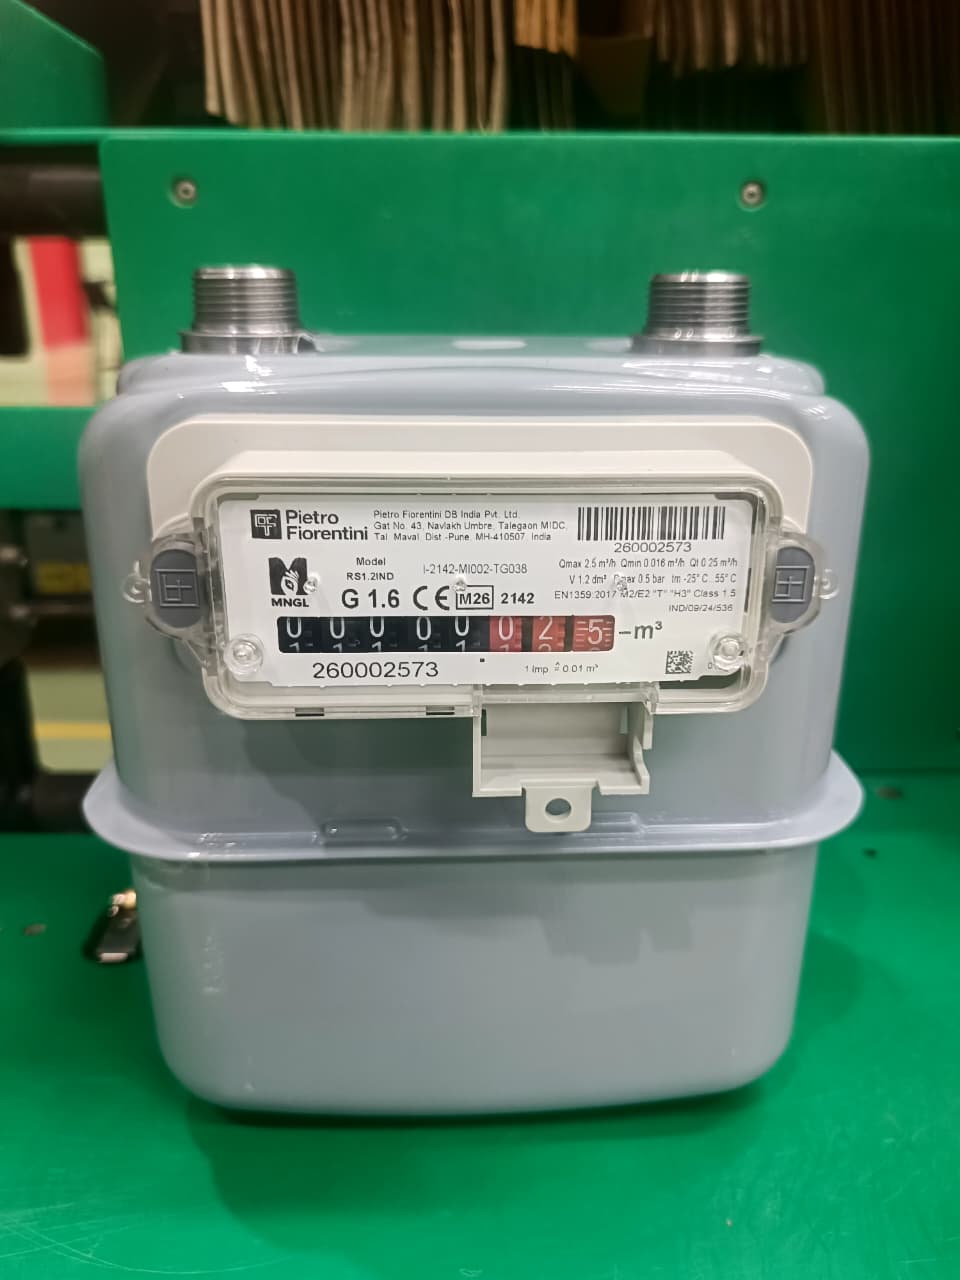 Pietro
Fiorentini
Pietro Fiorentini DB India Pvt. Ltd.
Gat No. 43, Navlakh Umbre, Talegaon MIDC,
Tal. Maval, Dist.-Pune, MH-410507, India
260002573
MNGL
Model
RS1.2IND
I-2142-MI002-TG038
G 1.6 CE M26 2142
Qmax 2.5 m³/h Qmin 0.016 m³/h Qt 0.25 m³/h
V 1.2 dm³ Pmax 0.5 bar tm -25° C...55° C
EN1359:2017 M2/E2 "T" "H3" Class 1.5
IND/09/24/536
0 0 0 0 0 0 2 5 m³
260002573
1 Imp ≙ 0.01 m³